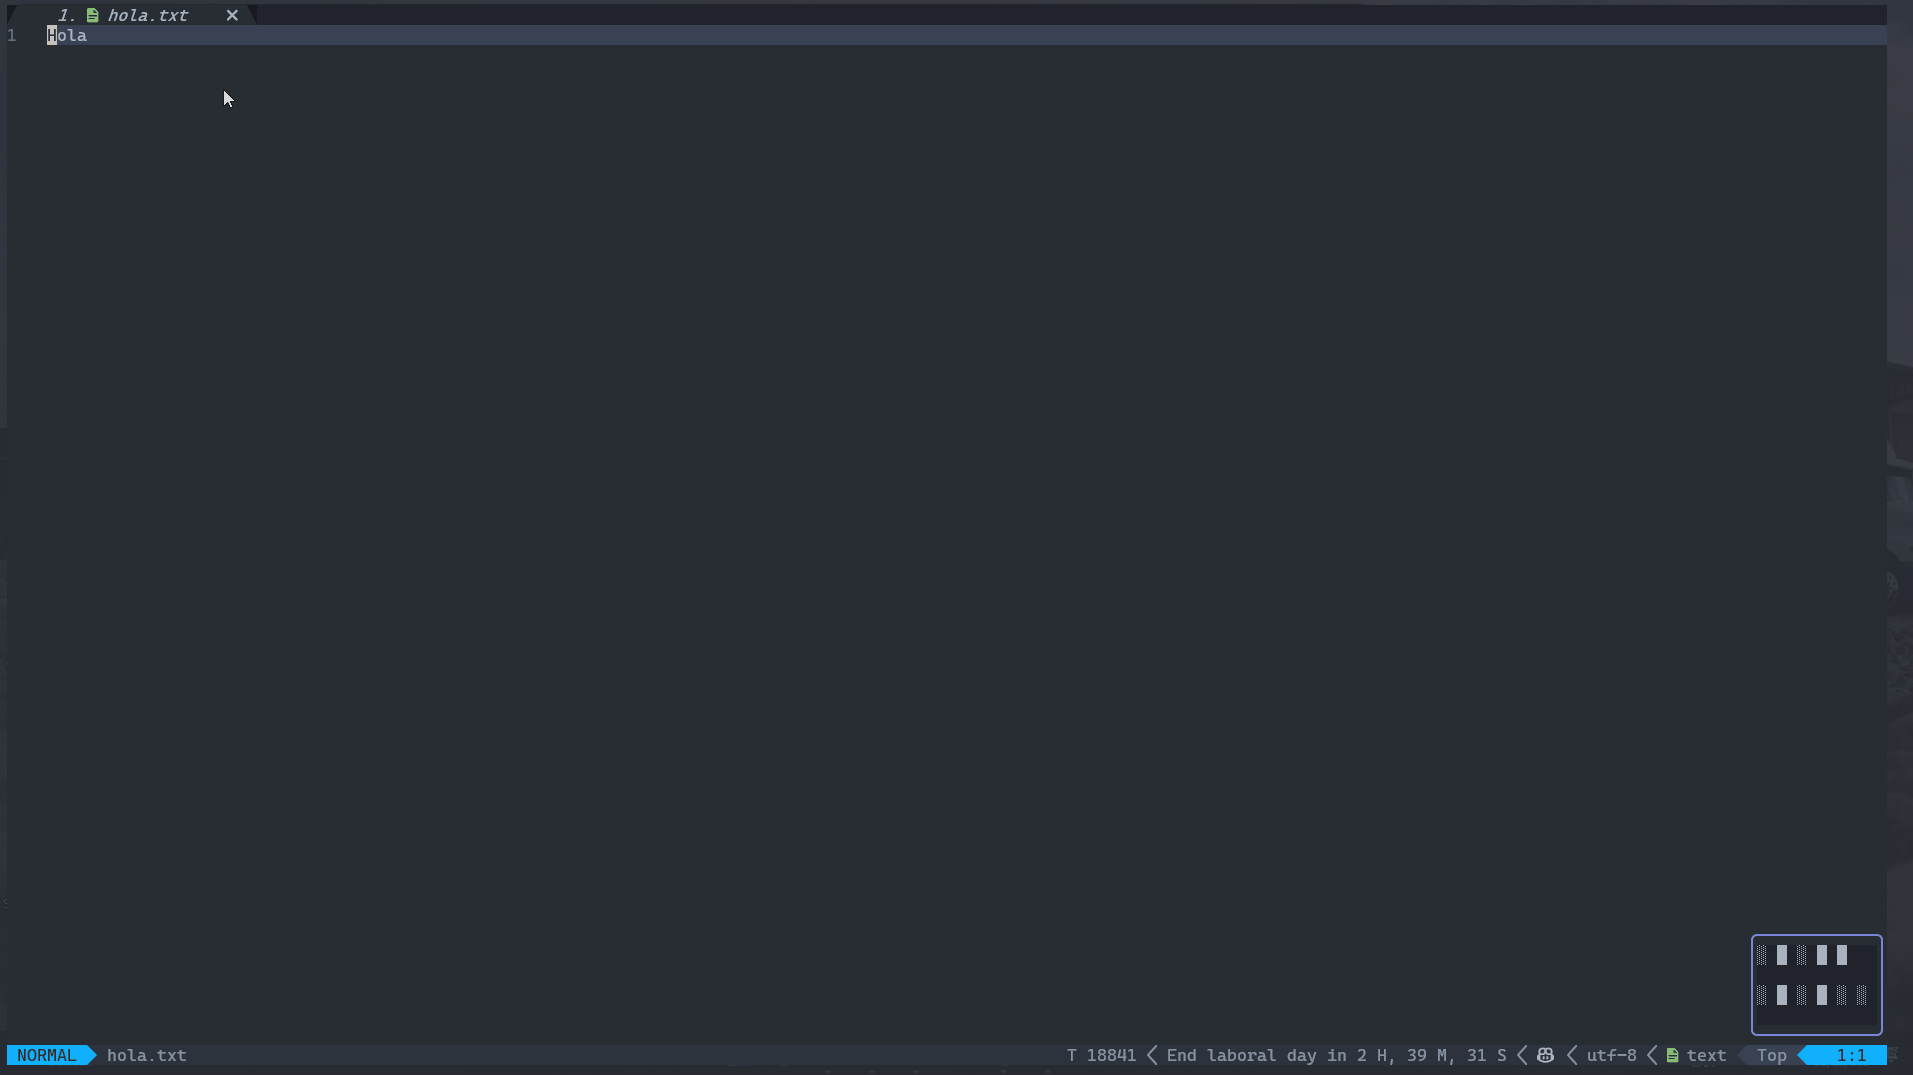 1. hola.txt ✕
1 Hola
NORMAL hola.txt T 18841 End laboral day in 2 H, 39 M, 31 S utf-8 text Top 1:1